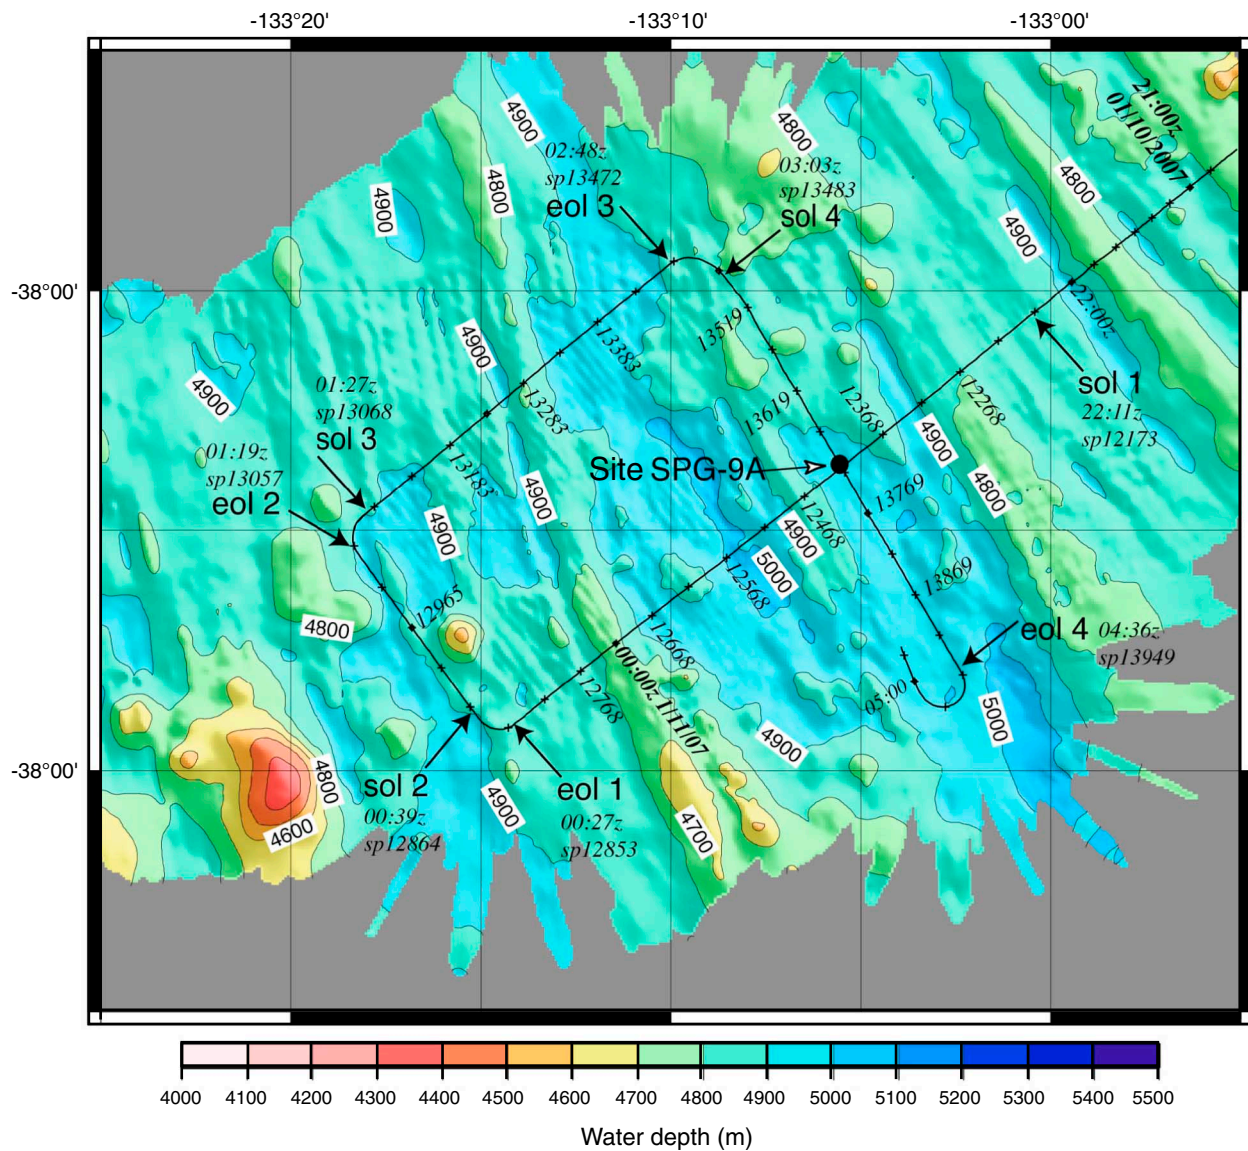 -133°20'
-133°10'
-133°00'
21:00z
01/10/2007
4900
4800
02:48z
sp13472
eol 3
03:03z
sp13483
sol 4
4900
4800
4800
4900
-38°00'
22:00z
13519
13383
4900
4900
01:27z
sp13068
sol 3
sol 1
22:11z
sp12173
13283
13619
12368
12268
01:19z
sp13057
eol 2
4900
13183
Site SPG-9A
13769
4800
4900
4900
12468
4900
5000
12568
13869
12965
4800
12668
eol 4
04:36z
sp13949
00:00z 1/11/07
12768
05:00
5000
4900
-38°00'
4800
sol 2
00:39z
sp12864
4900
eol 1
00:27z
sp12853
4600
4700
4000
4100
4200
4300
4400
4500
4600
4700
4800
4900
5000
5100
5200
5300
5400
5500
Water depth (m)